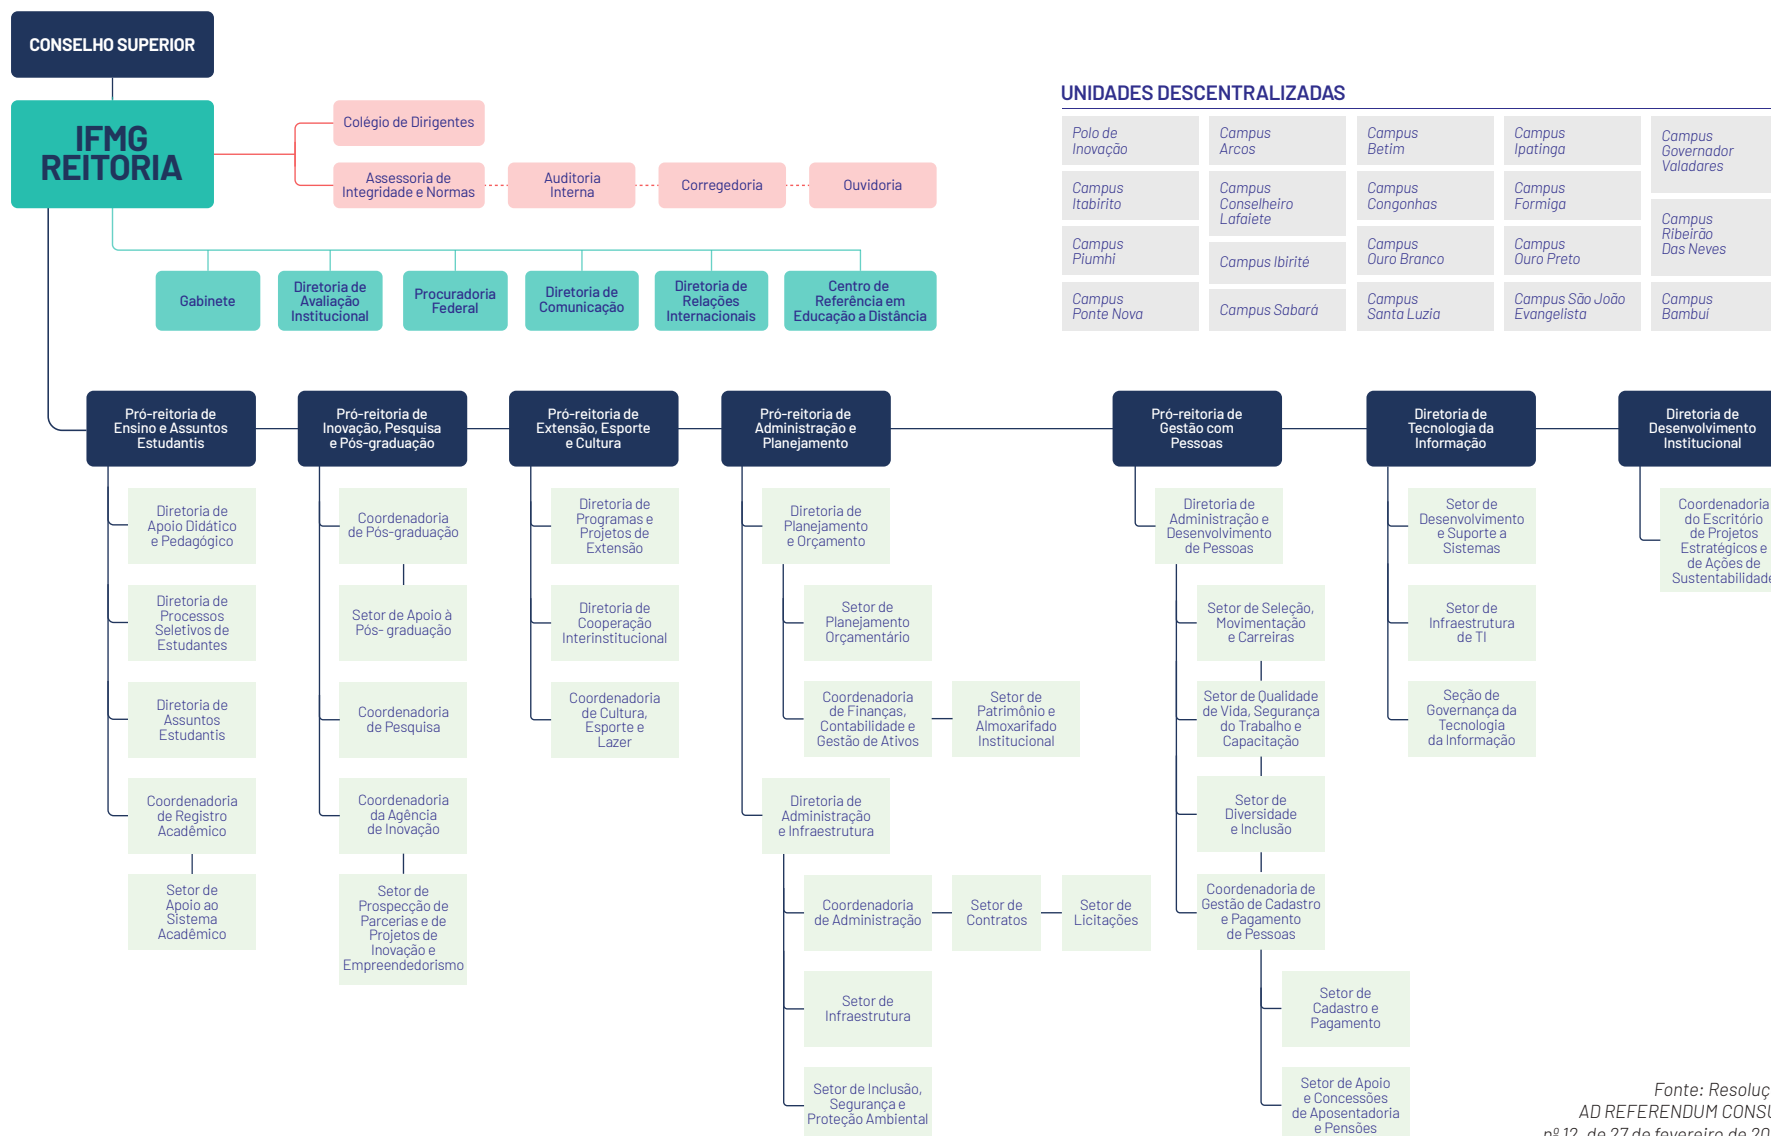 CONSELHO SUPERIOR
IFMG
REITORIA
Colégio de Dirigentes
Assessoria de
Integridade e Normas
Auditoria
Interna
Corregedoria
Ouvidoria
Gabinete
Diretoria de
Avaliação
Institucional
Procuradoria
Federal
Diretoria de
Comunicação
Diretoria de
Relações
Internacionais
Centro de
Referência em
Educação a Distância
UNIDADES DESCENTRALIZADAS
Polo de
Inovação
Campus
Arcos
Campus
Betim
Campus
Ipatinga
Campus
Governador
Valadares
Campus
Itabirito
Campus
Conselheiro
Lafaiete
Campus
Congonhas
Campus
Formiga
Campus
Ribeirão
Das Neves
Campus
Piumhi
Campus Ibirité
Campus
Ouro Branco
Campus
Ouro Preto
Campus
Ponte Nova
Campus Sabará
Campus
Santa Luzia
Campus São João
Evangelista
Campus
Bambuí
Pró-reitoria de
Ensino e Assuntos
Estudantis
Diretoria de
Apoio Didático
e Pedagógico
Diretoria de
Processos
Seletivos de
Estudantes
Diretoria de
Assuntos
Estudantis
Coordenadoria
de Registro
Acadêmico
Setor de
Apoio ao
Sistema
Acadêmico
Pró-reitoria de
Inovação, Pesquisa
e Pós-graduação
Coordenadoria
de Pós-graduação
Setor de Apoio à
Pós- graduação
Coordenadoria
de Pesquisa
Coordenadoria
da Agência
de Inovação
Setor de
Prospecção de
Parcerias e de
Projetos de
Inovação e
Empreendedorismo
Pró-reitoria de
Extensão, Esporte
e Cultura
Diretoria de
Programas e
Projetos de
Extensão
Diretoria de
Cooperação
Interinstitucional
Coordenadoria
de Cultura,
Esporte e
Lazer
Pró-reitoria de
Administração e
Planejamento
Diretoria de
Planejamento
e Orçamento
Setor de
Planejamento
Orçamentário
Coordenadoria
de Finanças,
Contabilidade e
Gestão de Ativos
Setor de
Patrimônio e
Almoxarifado
Institucional
Diretoria de
Administração
e Infraestrutura
Coordenadoria
de Administração
Setor de
Contratos
Setor de
Licitações
Setor de
Infraestrutura
Setor de Inclusão,
Segurança e
Proteção Ambiental
Pró-reitoria de
Gestão com
Pessoas
Diretoria de
Administração e
Desenvolvimento
de Pessoas
Setor de Seleção,
Movimentação
e Carreiras
Setor de Qualidade
de Vida, Segurança
do Trabalho e
Capacitação
Setor de
Diversidade
e Inclusão
Coordenadoria de
Gestão de Cadastro
e Pagamento
de Pessoas
Setor de
Cadastro e
Pagamento
Setor de Apoio
e Concessões
de Aposentadoria
e Pensões
Diretoria de
Tecnologia da
Informação
Setor de
Desenvolvimento
e Suporte a
Sistemas
Setor de
Infraestrutura
de TI
Seção de
Governança da
Tecnologia
da Informação
Diretoria de
Desenvolvimento
Institucional
Coordenadoria
do Escritório
de Projetos
Estratégicos e
de Ações de
Sustentabilidade
Fonte: Resoluç
AD REFERENDUM CONSU
nº 12, de 27 de fevereiro de 20